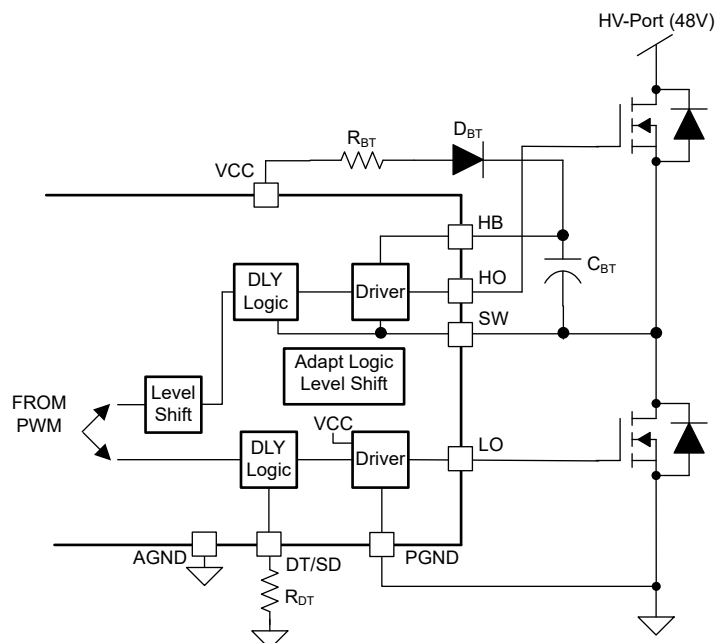 HV-Port (48V)
R_BT
D_BT
VCC
HB
C_BT
DLY
Logic
Driver
HO
SW
Adapt Logic
Level Shift
FROM
PWM
Level
Shift
VCC
DLY
Logic
Driver
LO
AGND
DT/SD
PGND
R_DT